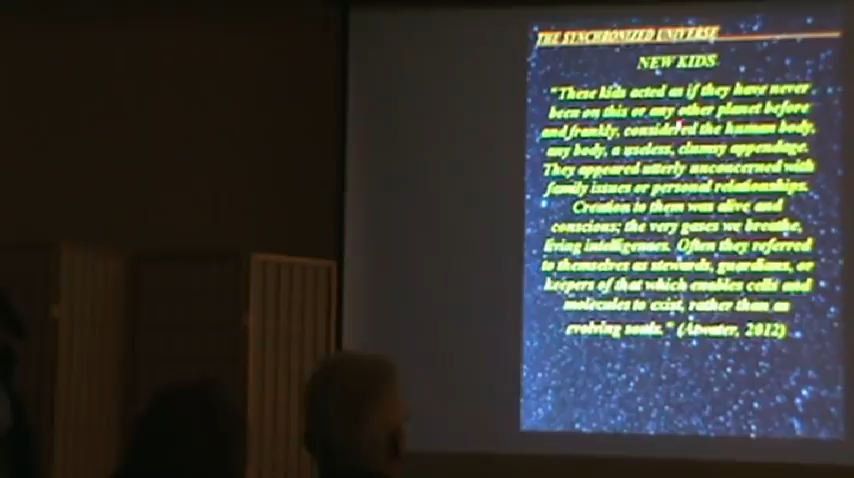 THE SYNCHRONIZED UNIVERSE
NEW KIDS
"These kids acted as if they have never
been on this or any other planet before
and frankly, considered the human body,
any body, a useless, clumsy appendage.
They appeared utterly unconcerned with
family issues or personal relationships.
Creation to them was alive and
conscious; the very gases we breathe,
living intelligences. Often they referred
to themselves as stewards, guardians, or
keepers of that which enables cells and
molecules to exist, rather than as
evolving souls." (Atwater, 2012)